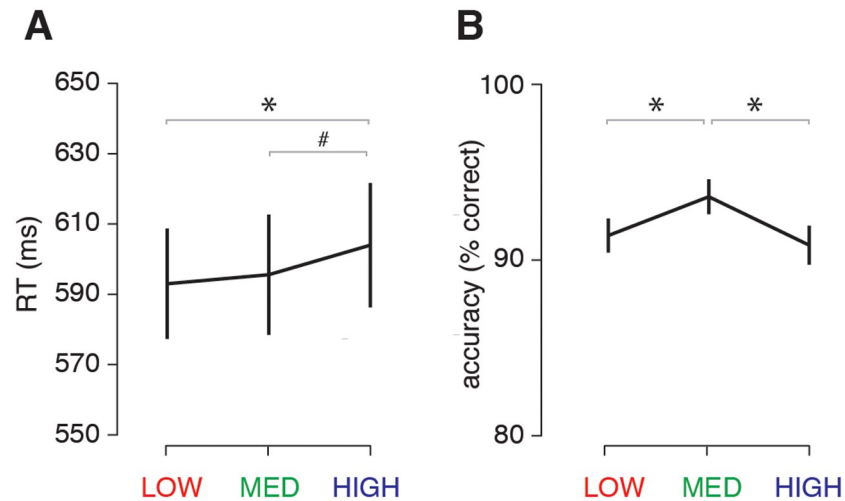 A
RT (ms)
650
630
610
590
570
550
*
#
LOW MED HIGH
B
accuracy (% correct)
100
90
80
* *
LOW MED HIGH